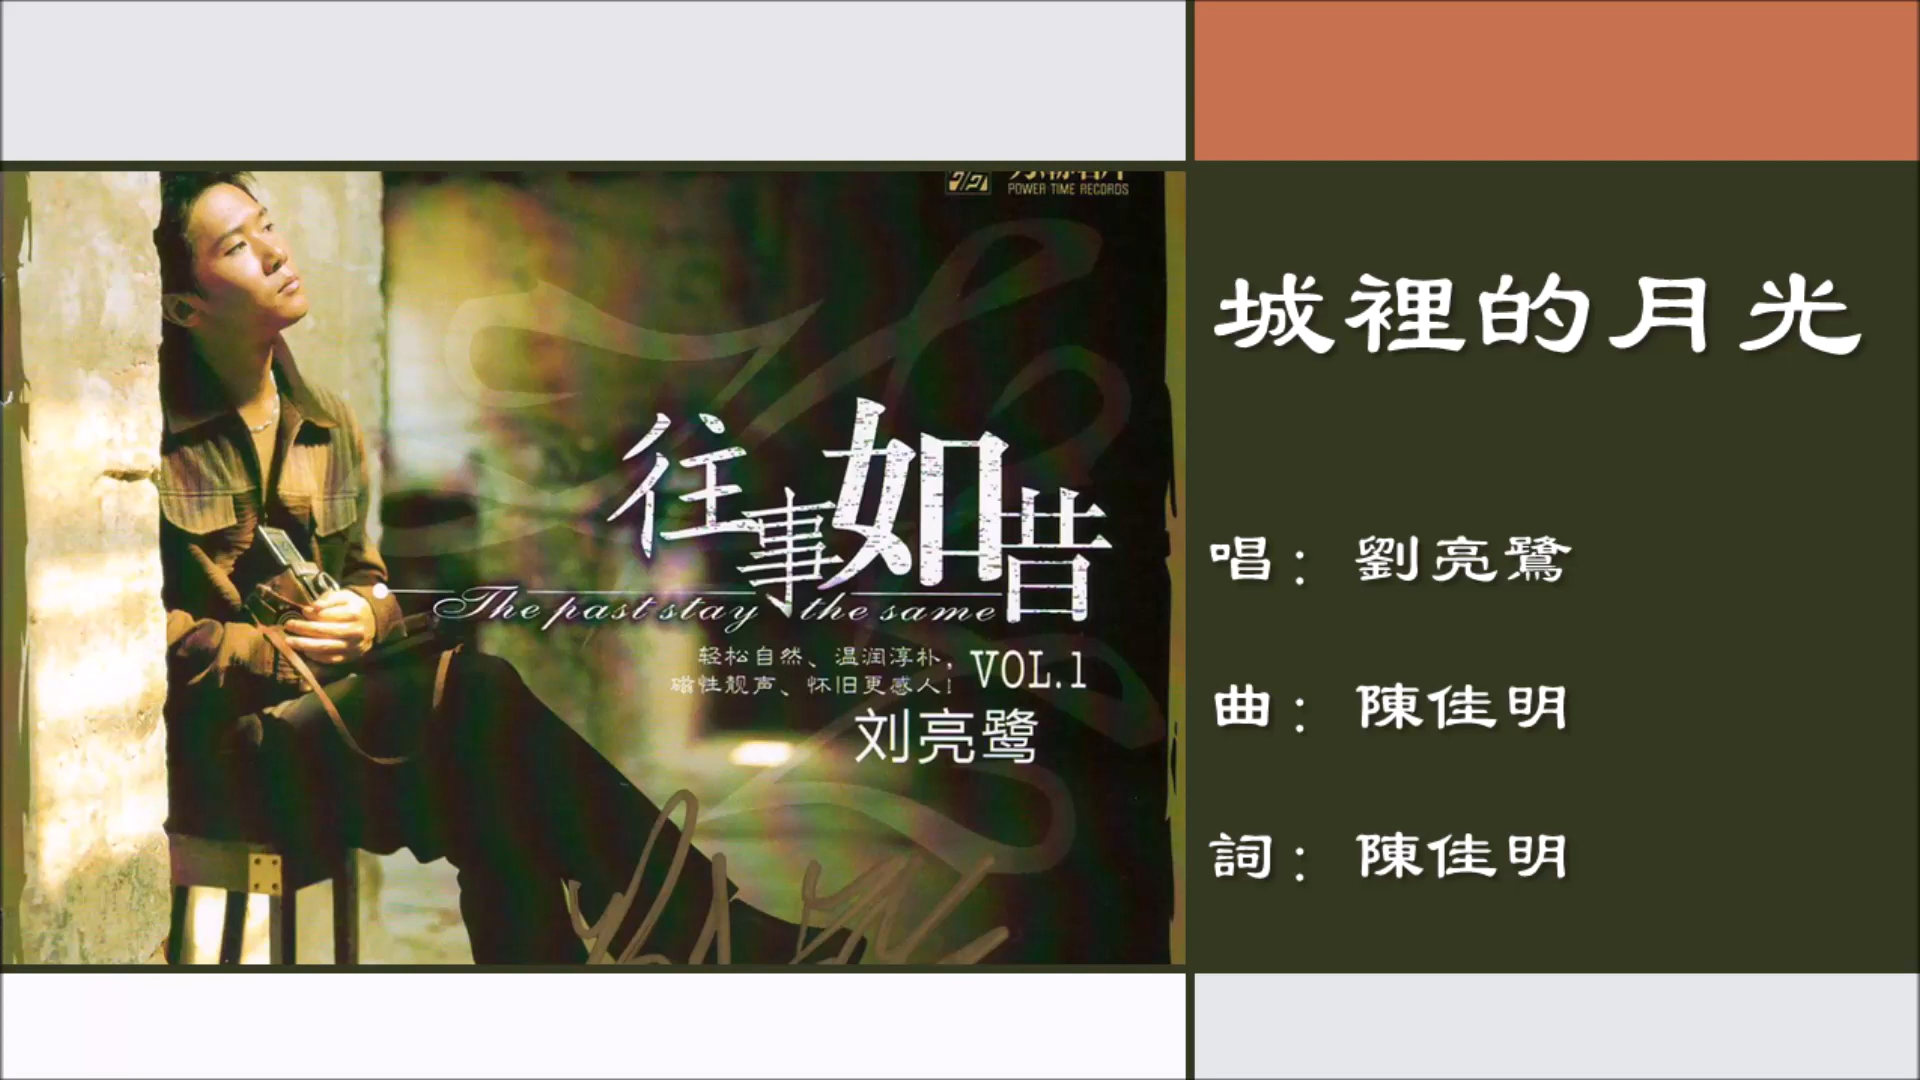 POWER TIME RECORDS
往事如昔
The past stay the same
轻松自然、温润淳朴,
磁性靓声、怀旧更感人!
VOL.1
刘亮鹭
城裡的月光
唱：劉亮鷺
曲：陳佳明
詞：陳佳明